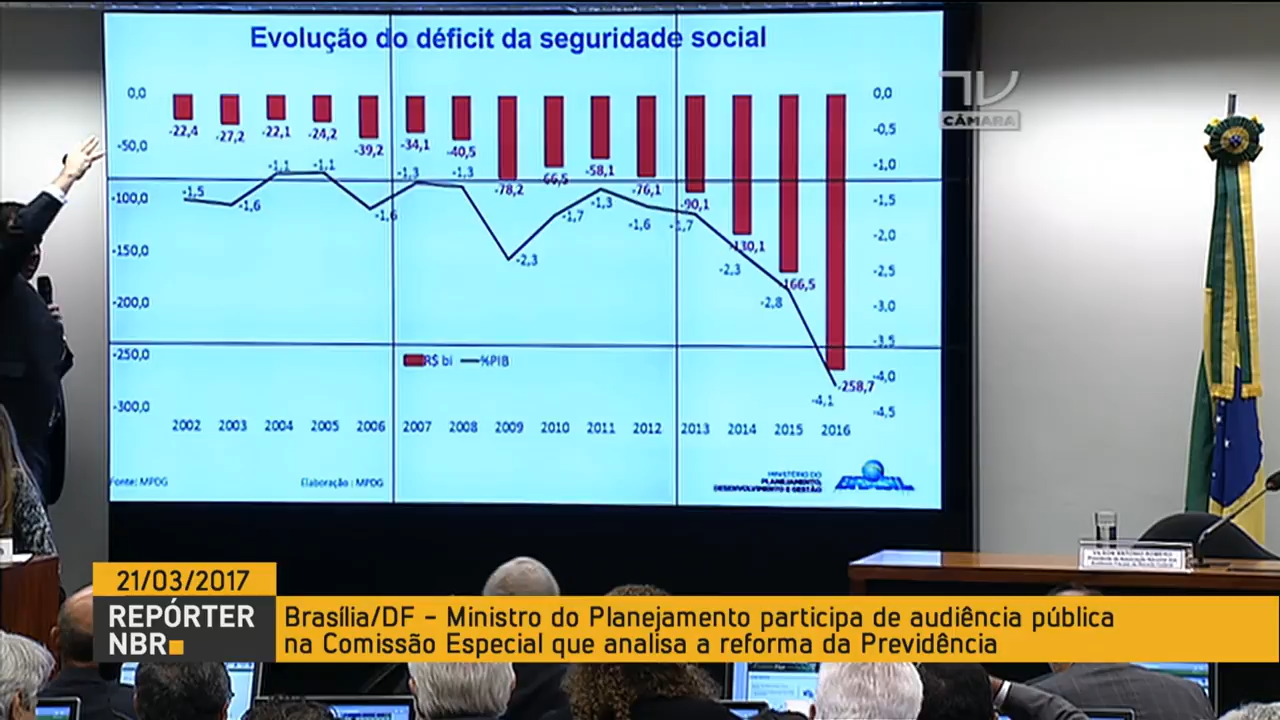 Evolução do déficit da seguridade social
TV
CÂMARA
0,0
-50,0
-100,0
-150,0
-200,0
-250,0
-300,0
0,0
-0,5
-1,0
-1,5
-2,0
-2,5
-3,0
-3,5
-4,0
-4,5
-22,4 -27,2 -22,1 -24,2 -39,2 -34,1 -40,5 -78,2 66,5 -58,1 -76,1 -90,1 -130,1 -166,5 -258,7
-1,5 -1,6 -1,1 -1,1 -1,6 -1,3 -1,3 -2,3 -1,7 -1,3 -1,6 -1,7 -2,3 -2,8 -4,1
R$ bi %PIB
2002 2003 2004 2005 2006 2007 2008 2009 2010 2011 2012 2013 2014 2015 2016
Fonte: MPDG Elaboração : MPDG
MINISTÉRIO DO
PLANEJAMENTO,
DESENVOLVIMENTO E GESTÃO
BRASIL
21/03/2017
REPÓRTER
NBR
Brasília/DF - Ministro do Planejamento participa de audiência pública
na Comissão Especial que analisa a reforma da Previdência